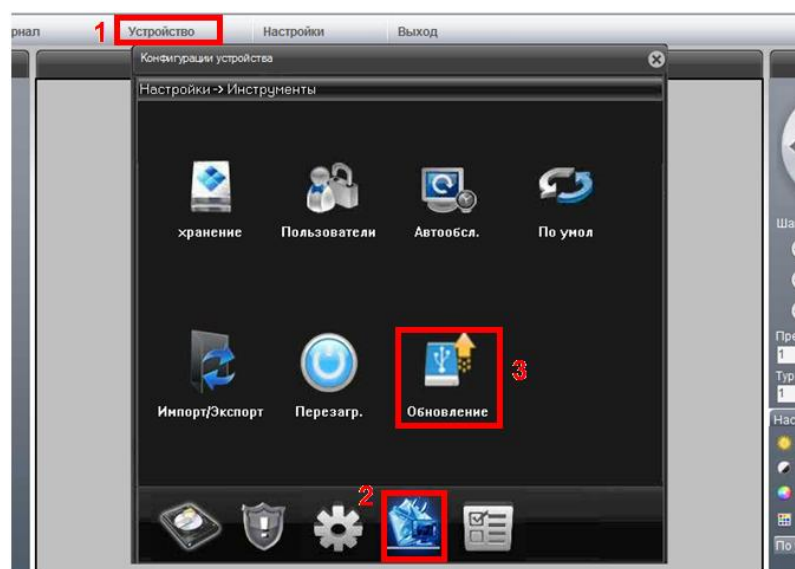 рнал 1 Устройство Настройки Выход
Конфигурации устройства
Настройки -> Инструменты
хранение Пользователи Автообсл. По умол
Ша
Пре
1
Тур
1
3
Импорт/Экспорт Перезагр. Обновление
Нас
2
По